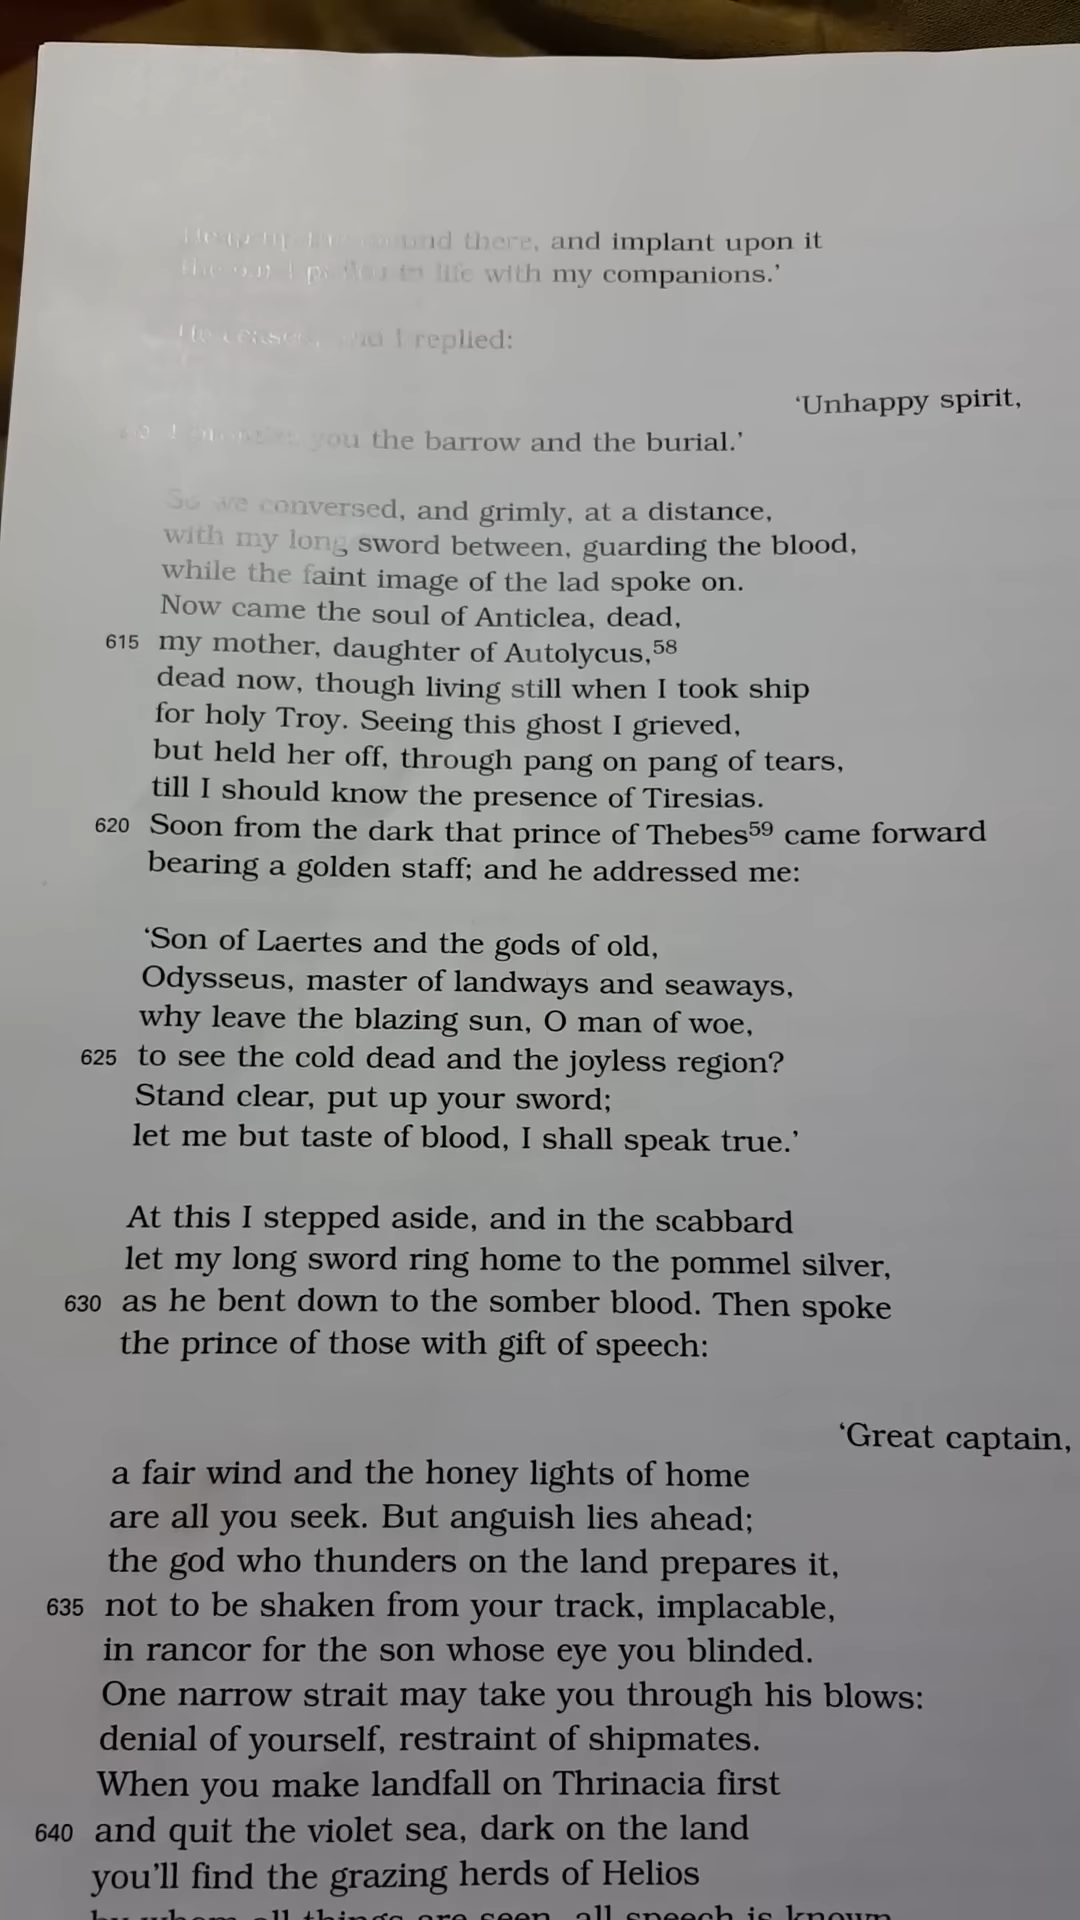 and there, and implant upon it
life with my companions.’
I replied:
‘Unhappy spirit,
you the barrow and the burial.’
So we conversed, and grimly, at a distance,
with my long sword between, guarding the blood,
while the faint image of the lad spoke on.
Now came the soul of Anticlea, dead,
615 my mother, daughter of Autolycus,58
dead now, though living still when I took ship
for holy Troy. Seeing this ghost I grieved,
but held her off, through pang on pang of tears,
till I should know the presence of Tiresias.
620 Soon from the dark that prince of Thebes59 came forward
bearing a golden staff; and he addressed me:
‘Son of Laertes and the gods of old,
Odysseus, master of landways and seaways,
why leave the blazing sun, O man of woe,
625 to see the cold dead and the joyless region?
Stand clear, put up your sword;
let me but taste of blood, I shall speak true.’
At this I stepped aside, and in the scabbard
let my long sword ring home to the pommel silver,
630 as he bent down to the somber blood. Then spoke
the prince of those with gift of speech:
‘Great captain,
a fair wind and the honey lights of home
are all you seek. But anguish lies ahead;
the god who thunders on the land prepares it,
635 not to be shaken from your track, implacable,
in rancor for the son whose eye you blinded.
One narrow strait may take you through his blows:
denial of yourself, restraint of shipmates.
When you make landfall on Thrinacia first
640 and quit the violet sea, dark on the land
you’ll find the grazing herds of Helios
by whom all things are seen, all speech is known